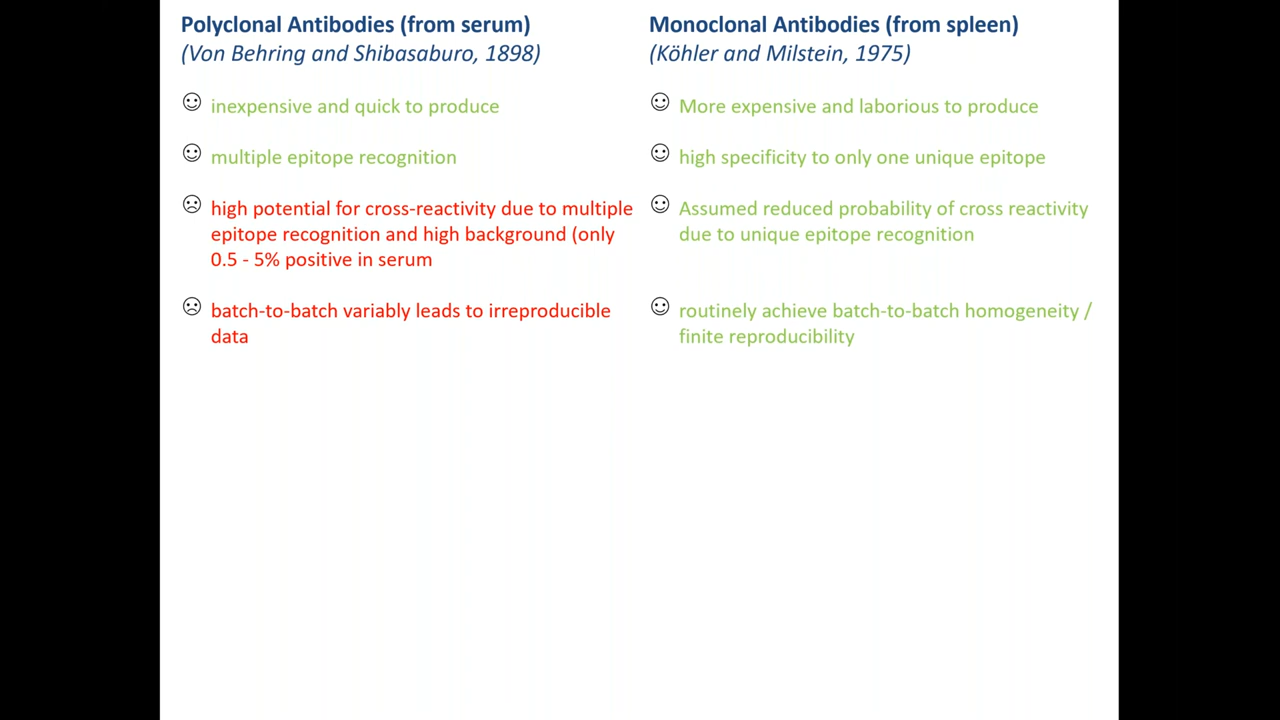 Polyclonal Antibodies (from serum)
(Von Behring and Shibasaburo, 1898)
inexpensive and quick to produce
multiple epitope recognition
high potential for cross-reactivity due to multiple
epitope recognition and high background (only
0.5 - 5% positive in serum
batch-to-batch variably leads to irreproducible
data
Monoclonal Antibodies (from spleen)
(Köhler and Milstein, 1975)
More expensive and laborious to produce
high specificity to only one unique epitope
Assumed reduced probability of cross reactivity
due to unique epitope recognition
routinely achieve batch-to-batch homogeneity /
finite reproducibility